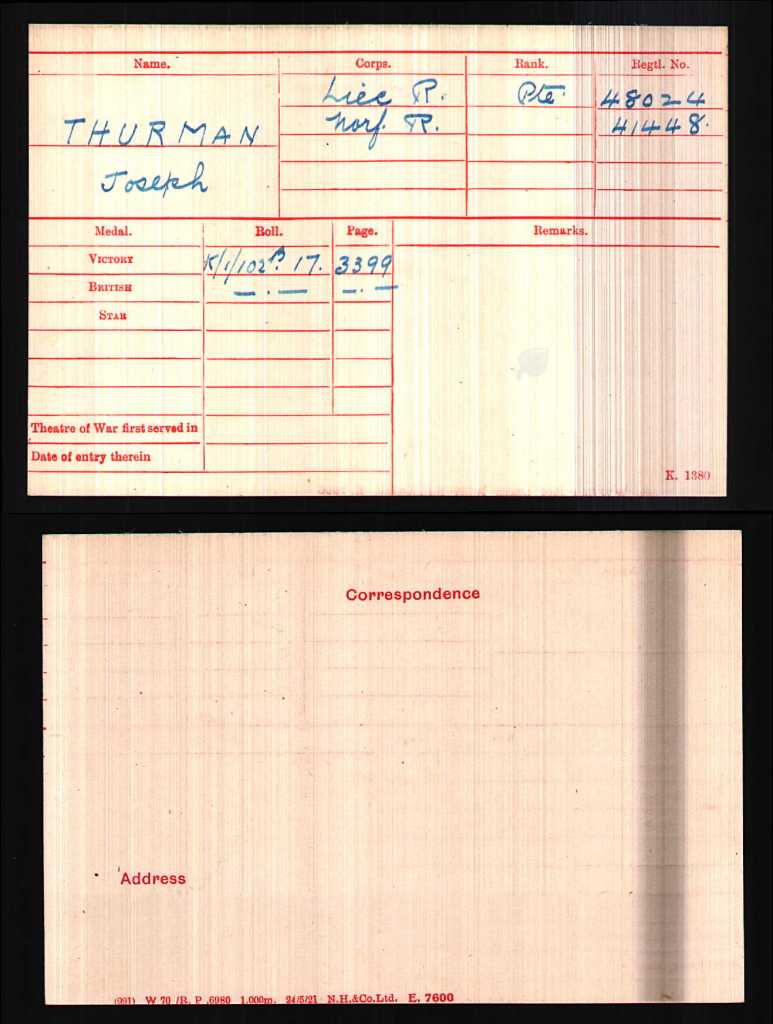 Name. Corps. Rank. Regtl. No.
Leic R. Pte. 48024
THURMAN Norf. R. 41448.
Joseph
Medal. Roll. Page. Remarks.
VICTORY K/1/102 B. 17. 3399
BRITISH — . — — . —
STAR
Theatre of War first served in
Date of entry therein
K. 1380
Correspondence
Address
(991) W 70 /R. P .6980 1,000m. 24/5/21 N.H.&Co.Ltd. E. 7600